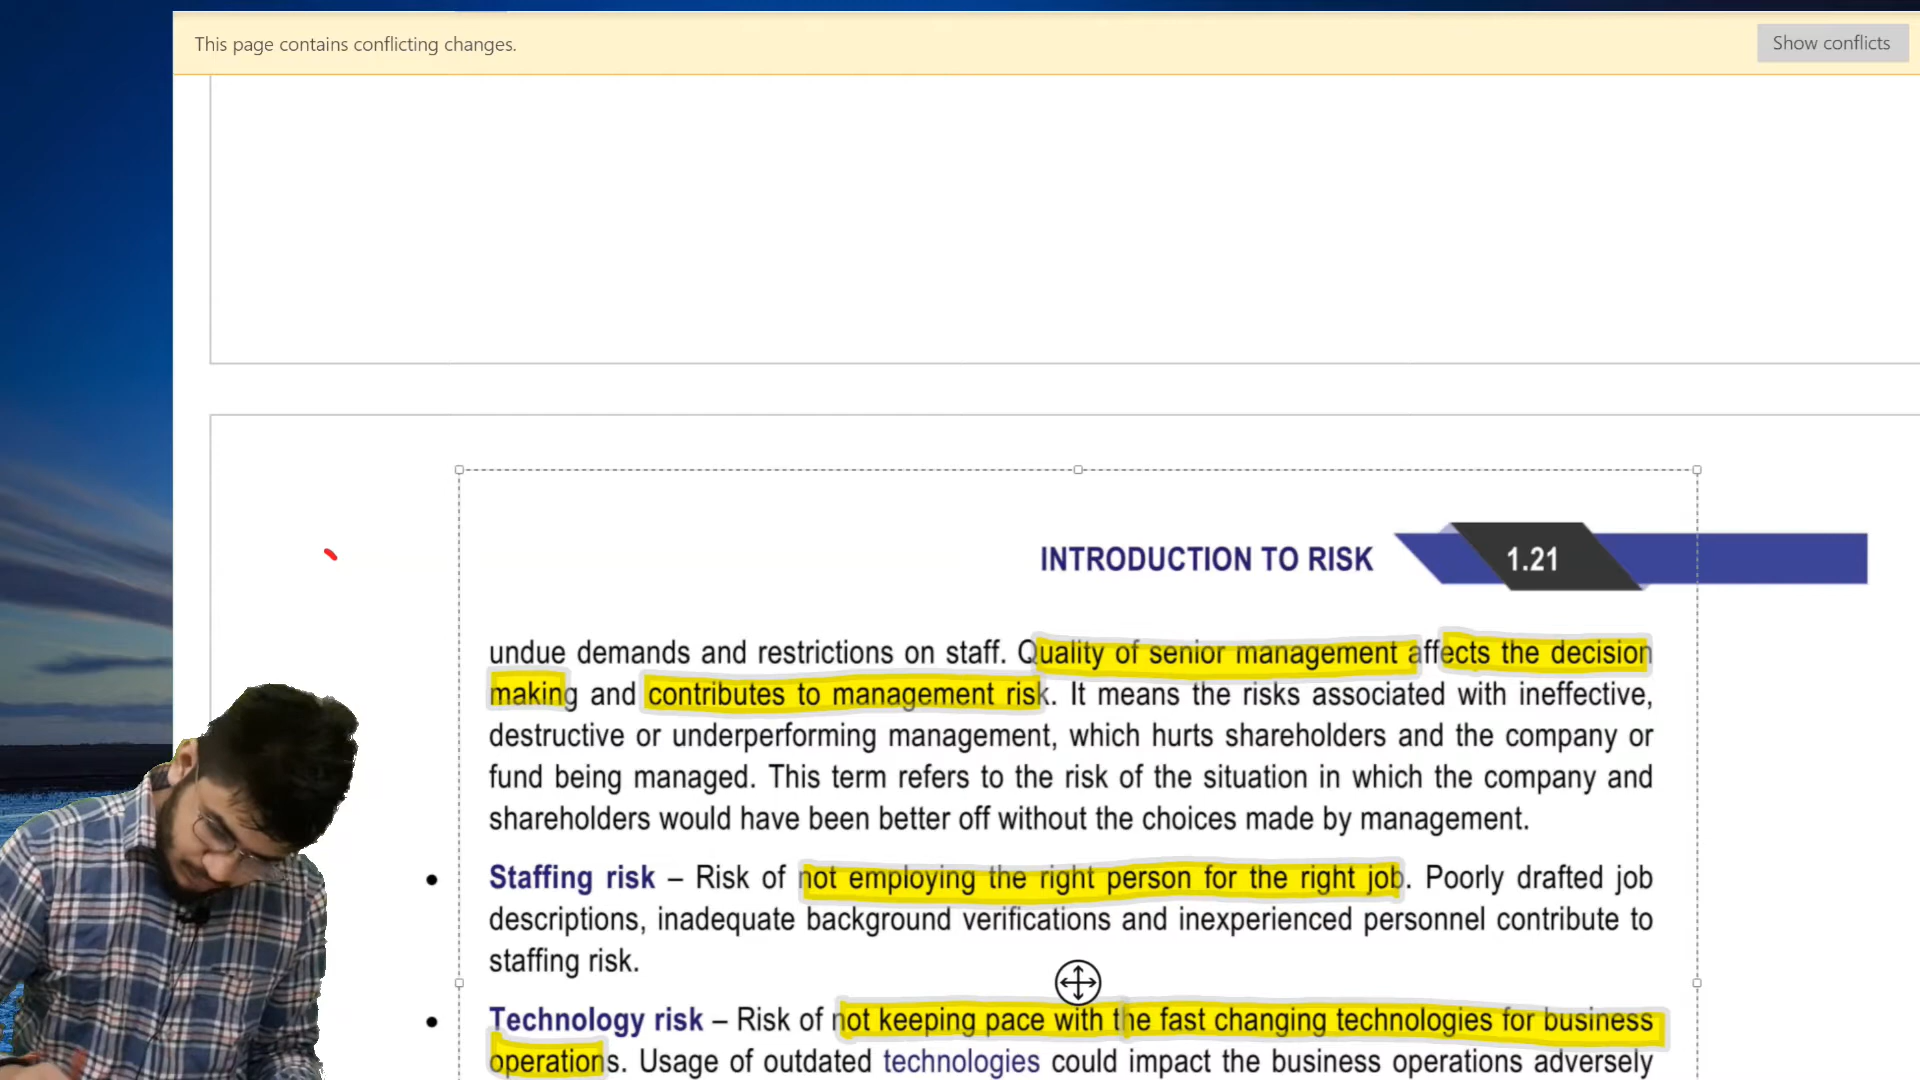 This page contains conflicting changes.
Show conflicts
INTRODUCTION TO RISK
1.21
undue demands and restrictions on staff. Quality of senior management affects the decision
making and contributes to management risk. It means the risks associated with ineffective,
destructive or underperforming management, which hurts shareholders and the company or
fund being managed. This term refers to the risk of the situation in which the company and
shareholders would have been better off without the choices made by management.
• Staffing risk – Risk of not employing the right person for the right job. Poorly drafted job
descriptions, inadequate background verifications and inexperienced personnel contribute to
staffing risk.
• Technology risk – Risk of not keeping pace with the fast changing technologies for business
operations. Usage of outdated technologies could impact the business operations adversely